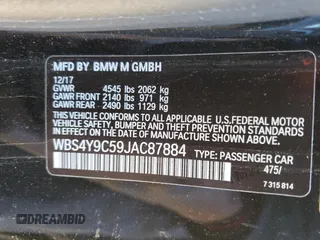 MFD BY BMW M GMBH
12/17
GVWR 4545 lbs 2062 kg
GAWR FRONT 2140 lbs 971 kg
GAWR REAR 2490 lbs 1129 kg
THIS VEHICLE CONFORMS TO ALL APPLICABLE U.S. FEDERAL MOTOR
VEHICLE SAFETY, BUMPER AND THEFT PREVENTION STANDARDS IN
EFFECT ON THE DATE OF MANUFACTURE SHOWN ABOVE.
WBS4Y9C59JAC87884 TYPE: PASSENGER CAR
475/
7 315 814
DREAMBID